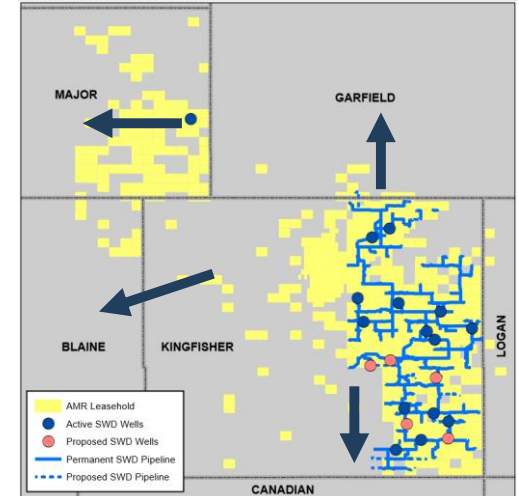 MAJOR
GARFIELD
BLAINE
KINGFISHER
LOGAN
AMR Leasehold
Active SWD Wells
Proposed SWD Wells
Permanent SWD Pipeline
Proposed SWD Pipeline
CANADIAN